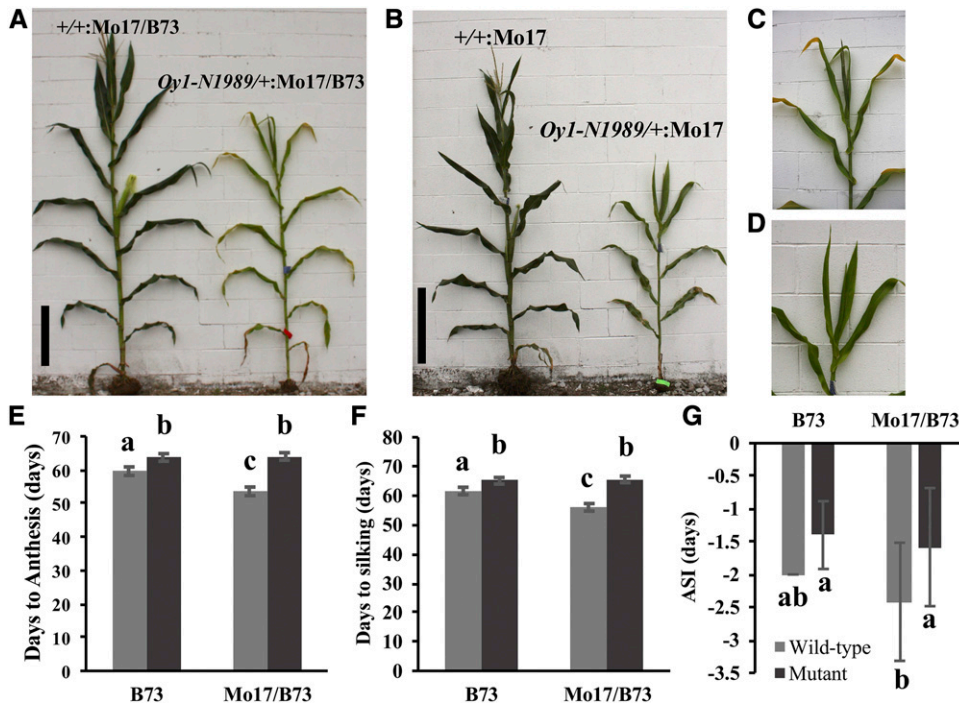 A
+/+:Mo17/B73
Oy1-N1989/+:Mo17/B73
B
+/+:Mo17
Oy1-N1989/+:Mo17
C
D
E
Days to Anthesis (days)
70
60
50
40
30
20
10
0
a
b
c
b
B73
Mo17/B73
F
Days to silking (days)
80
70
60
50
40
30
20
10
0
a
b
c
b
B73
Mo17/B73
G
B73
Mo17/B73
ASI (days)
0
-0.5
-1
-1.5
-2
-2.5
-3
-3.5
ab
a
b
a
Wild-type
Mutant